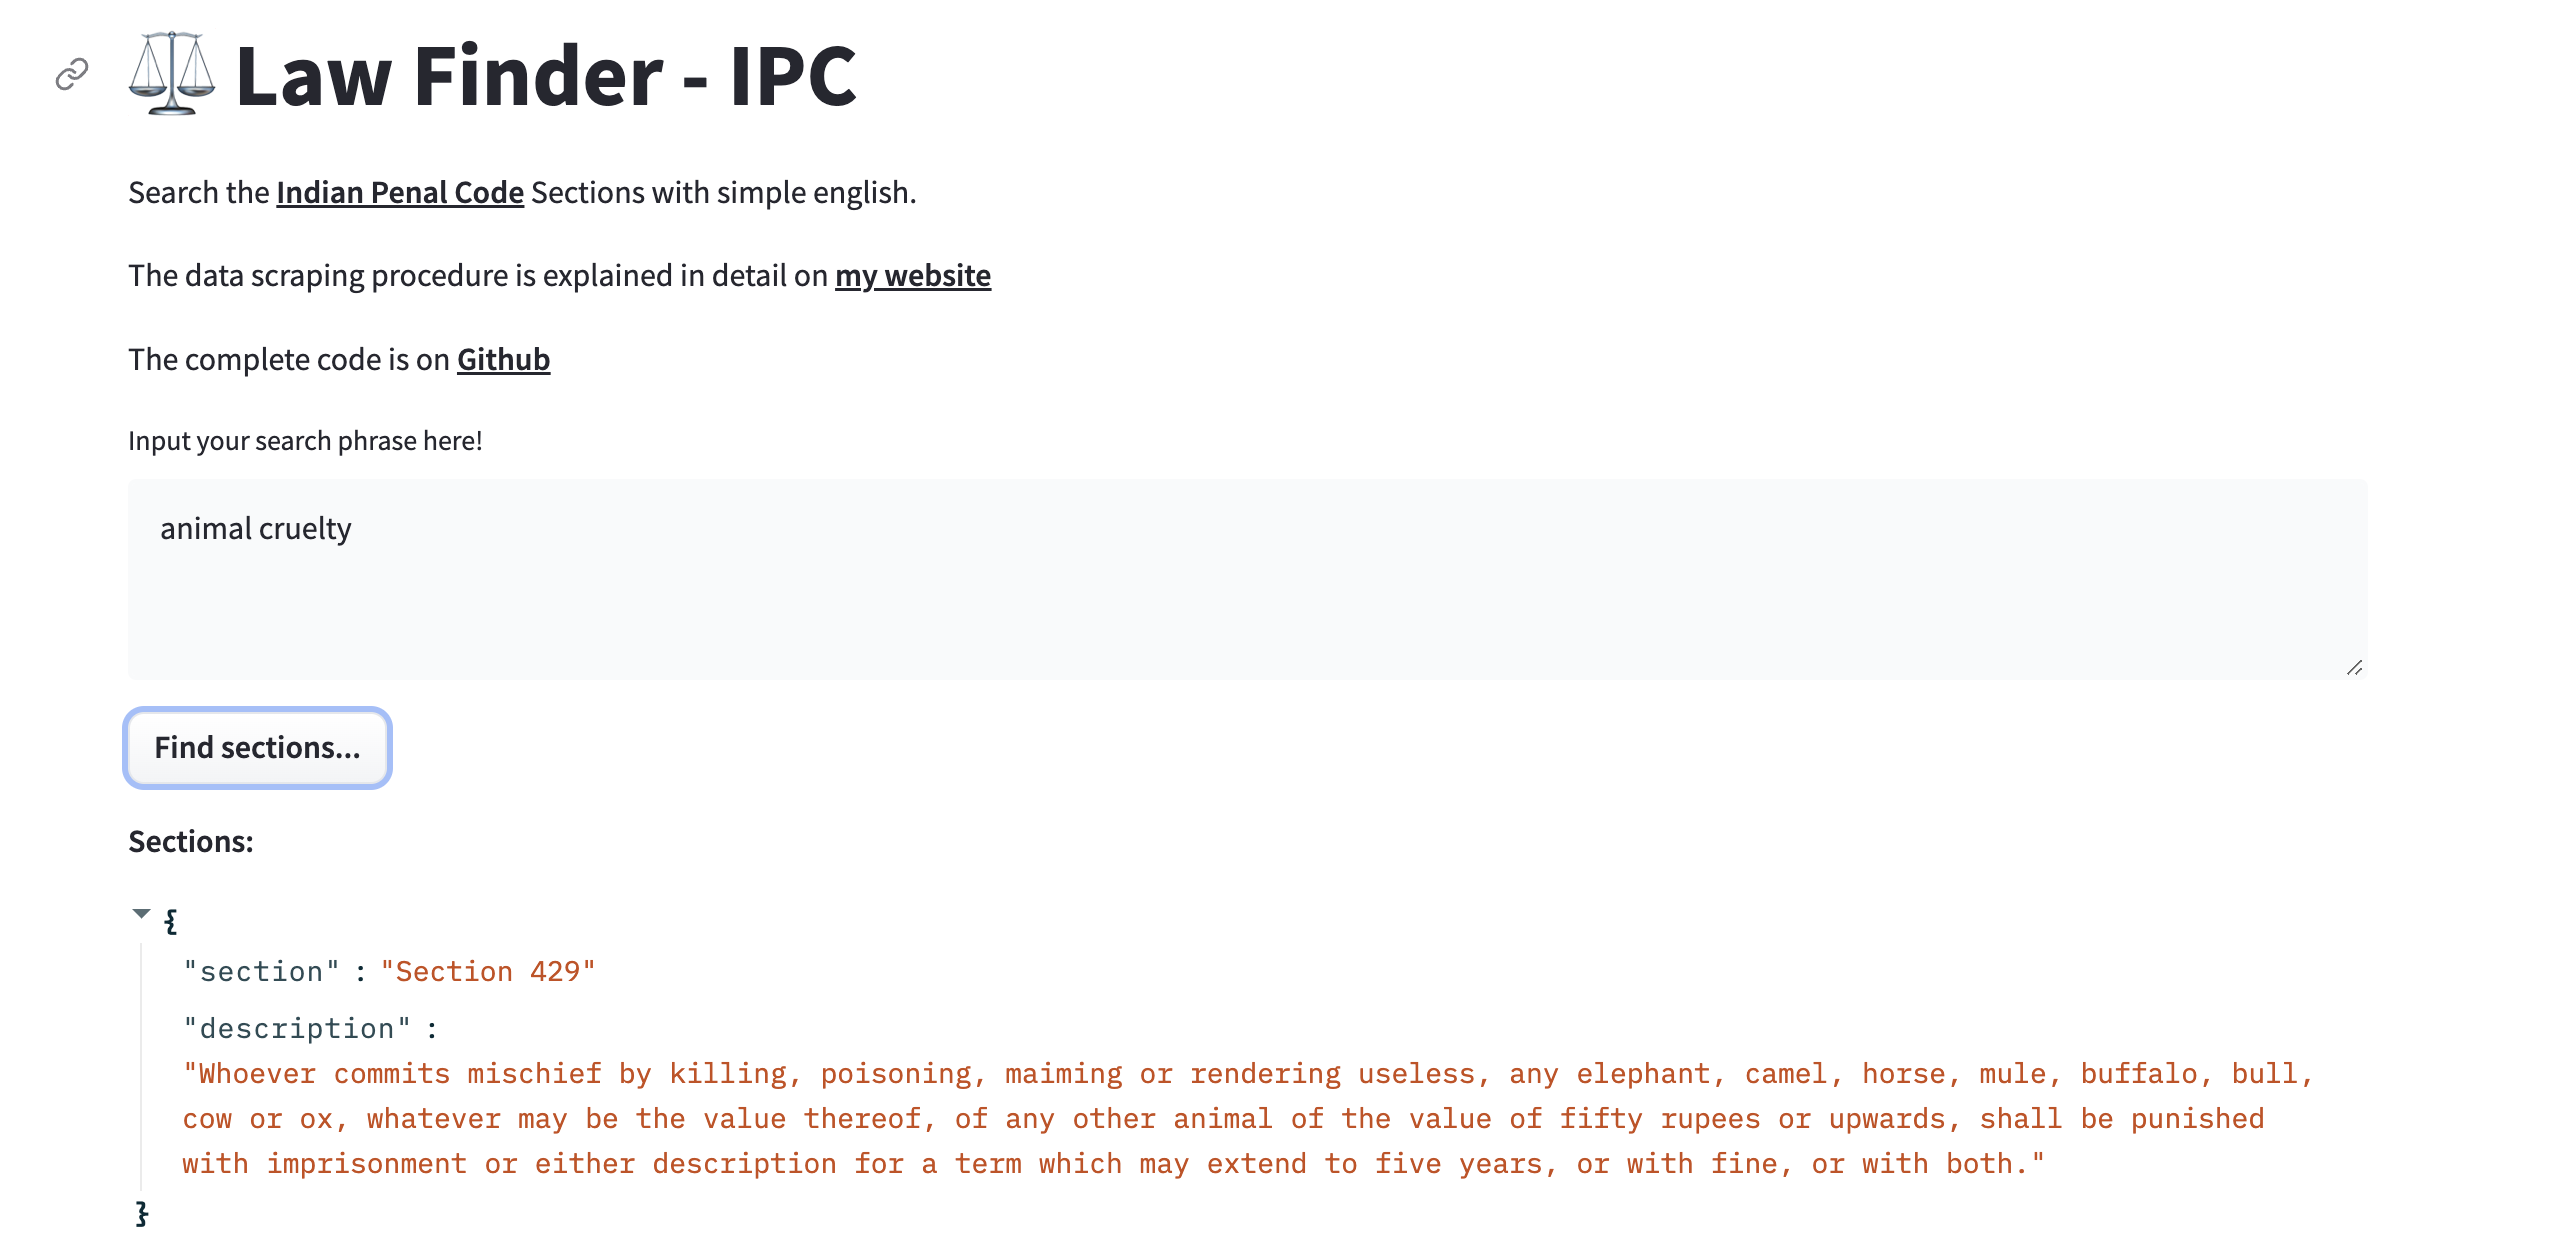 Law Finder - IPC
Search the Indian Penal Code Sections with simple english.
The data scraping procedure is explained in detail on my website
The complete code is on Github
Input your search phrase here!
animal cruelty
Find sections...
Sections:
{
"section" : "Section 429"
"description" :
"Whoever commits mischief by killing, poisoning, maiming or rendering useless, any elephant, camel, horse, mule, buffalo, bull,
cow or ox, whatever may be the value thereof, of any other animal of the value of fifty rupees or upwards, shall be punished
with imprisonment or either description for a term which may extend to five years, or with fine, or with both."
}